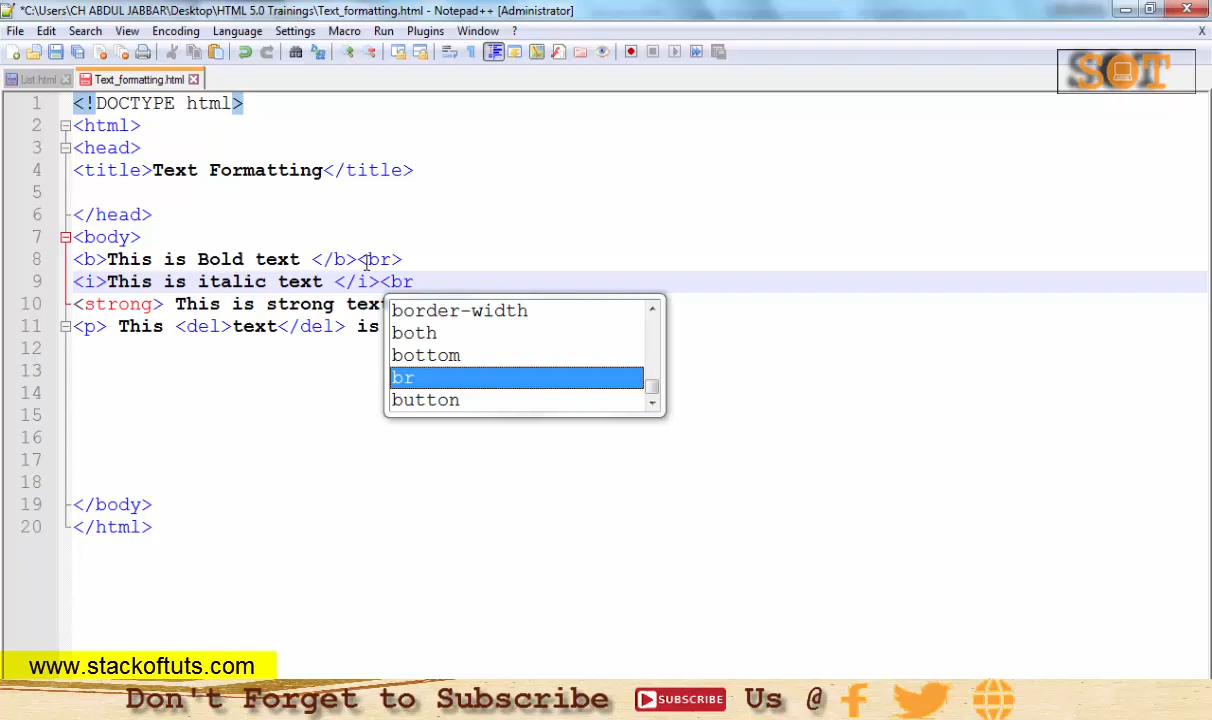 *C:\Users\CH ABDUL JABBAR\Desktop\HTML 5.0 Trainings\Text_formatting.html - Notepad++ [Administrator]
File Edit Search View Encoding Language Settings Macro Run Plugins Window ? X
List.html Text_formatting.html
SOT
1 <!DOCTYPE html>
2 <html>
3 <head>
4 <title>Text Formatting</title>
5
6 </head>
7 <body>
8 <b>This is Bold text </b><br>
9 <i>This is italic text </i><br
10 <strong> This is strong text
11 <p> This <del>text</del> is
border-width
both
bottom
br
button
12
13
14
15
16
17
18
19 </body>
20 </html>
www.stackoftuts.com
Don't Forget to Subscribe SUBSCRIBE Us @